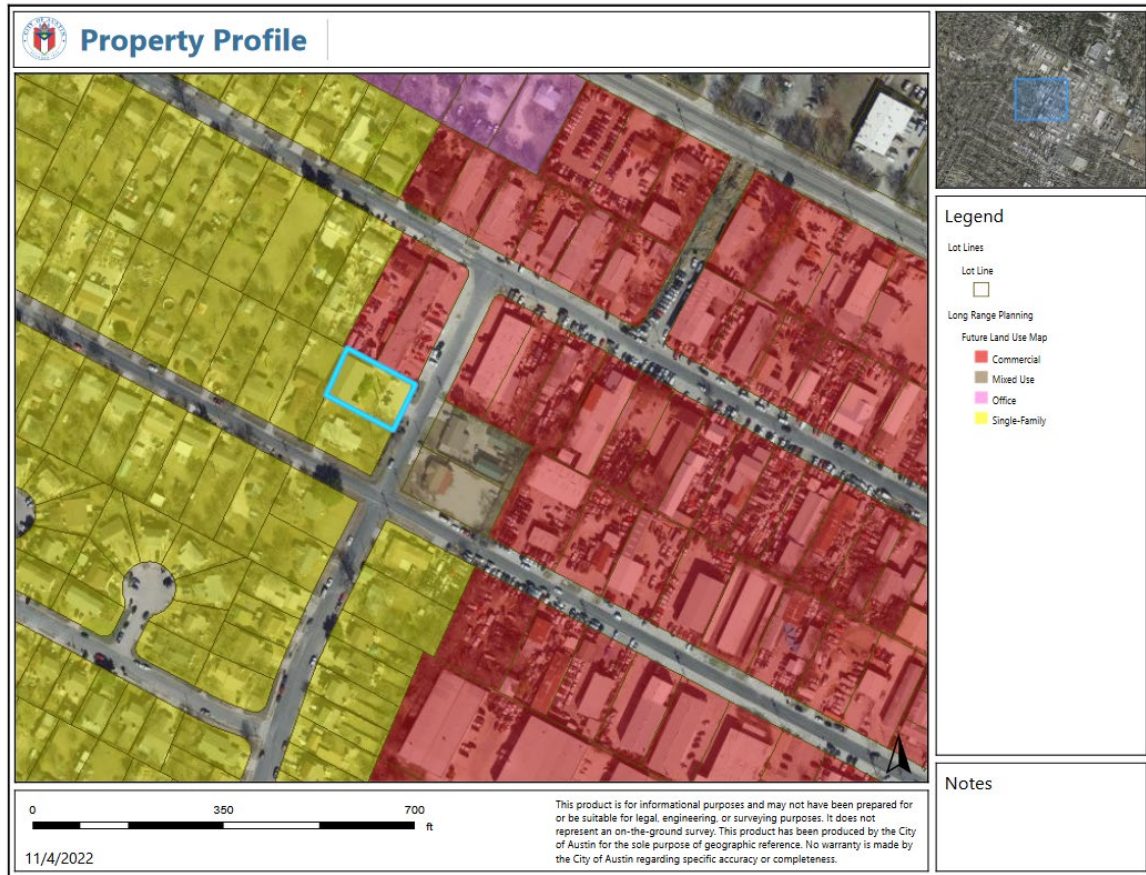 CITY OF AUSTIN
Property Profile
Legend
Lot Lines
Lot Line
Long Range Planning
Future Land Use Map
Commercial
Mixed Use
Office
Single-Family
Notes
0 350 700
ft
11/4/2022
This product is for informational purposes and may not have been prepared for
or be suitable for legal, engineering, or surveying purposes. It does not
represent an on-the-ground survey. This product has been produced by the City
of Austin for the sole purpose of geographic reference. No warranty is made by
the City of Austin regarding specific accuracy or completeness.